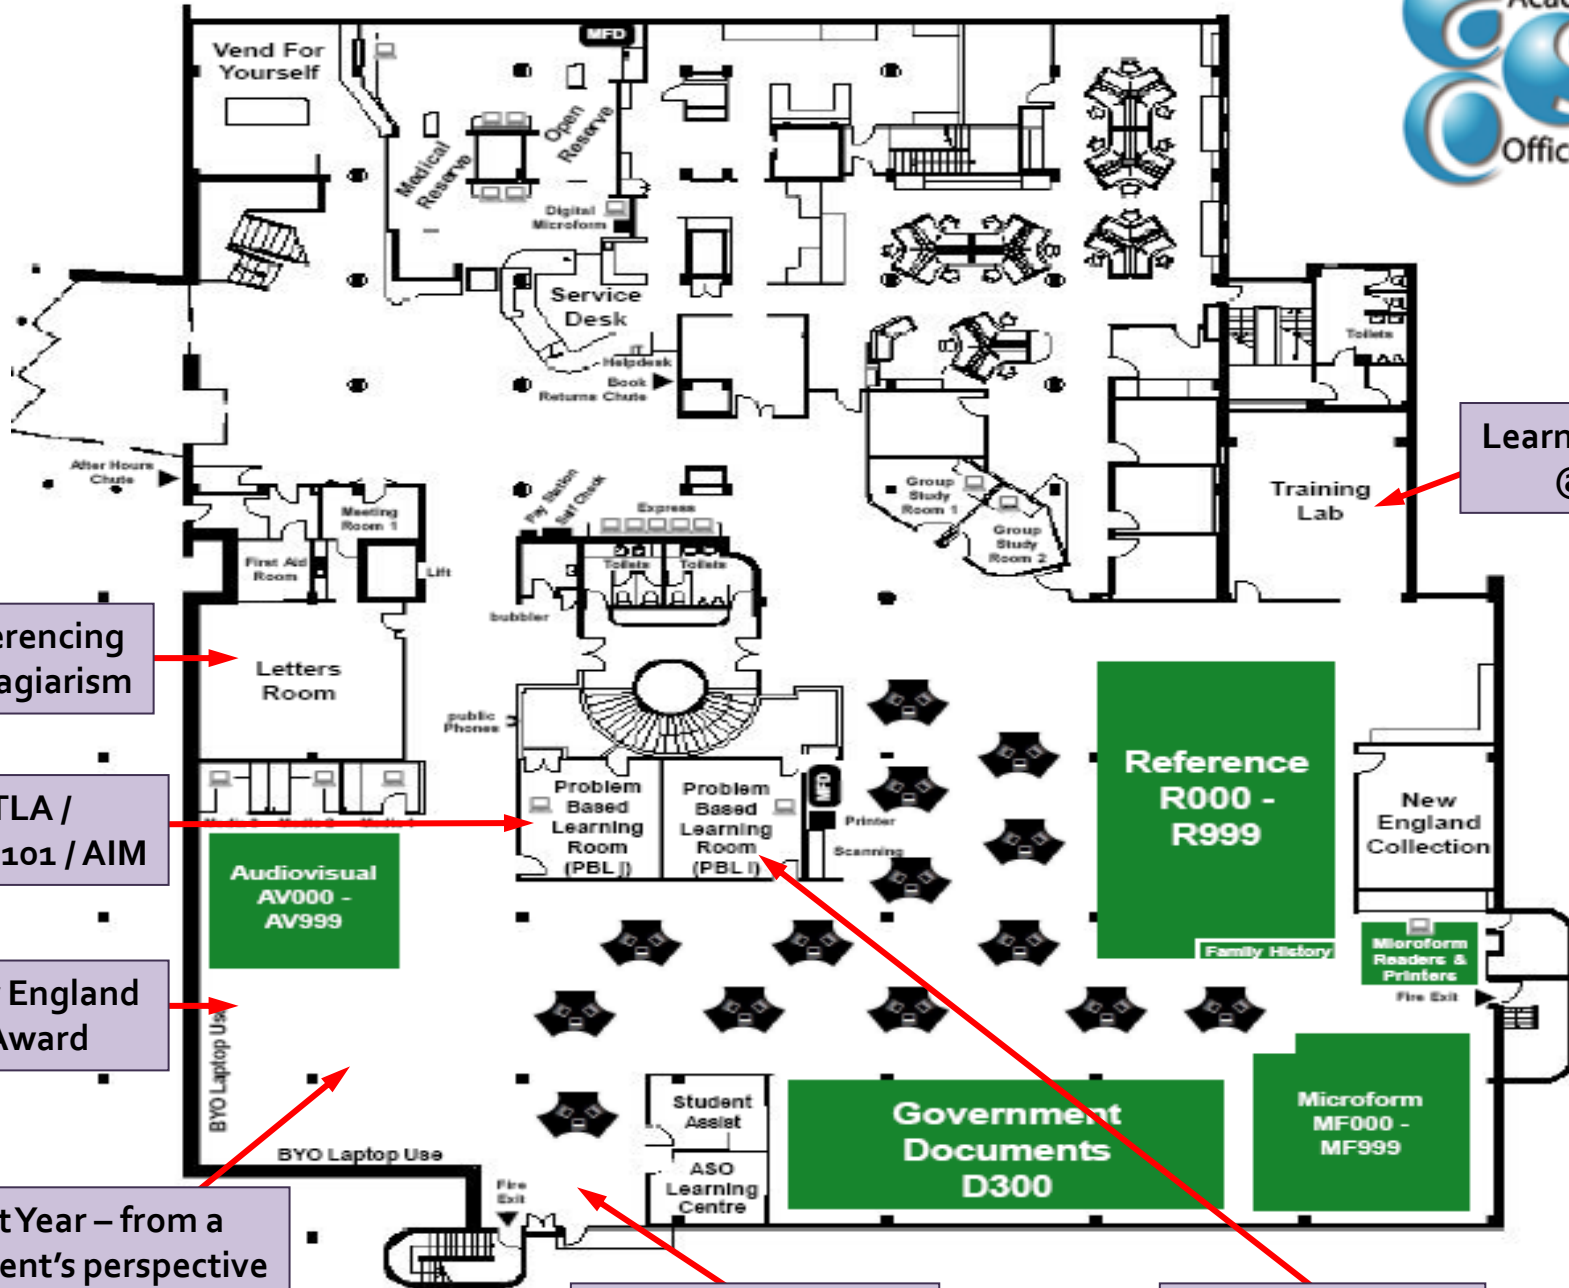 Vend For
Yourself
MFD
Medical
Reserve
Open
Reserve
Digital
Microform
Service
Desk
IT
Helpdesk
Book
Returns Chute
Toilets
After Hours
Chute
Meeting
Room 1
First Aid
Room
Lift
Pay Station
Self Check
Express
Toilets
Toilets
bubbler
Group
Study
Room 1
Group
Study
Room 2
Training
Lab
Learn
@
Offic
erencing
agiarism
Letters
Room
public
Phones
TLA /
101 / AIM
Problem
Based
Learning
Room
(PBL J)
Problem
Based
Learning
Room
(PBL I)
MFD
Printer
Scanning
Reference
R000 -
R999
Family History
New
England
Collection
Audiovisual
AV000 -
AV999
Microform
Readers &
Printers
Fire Exit
England
Award
BYO Laptop Use
BYO Laptop Use
Student
Assist
ASO
Learning
Centre
Government
Documents
D300
Microform
MF000 -
MF999
Fire
Exit
t Year – from a
ent's perspective